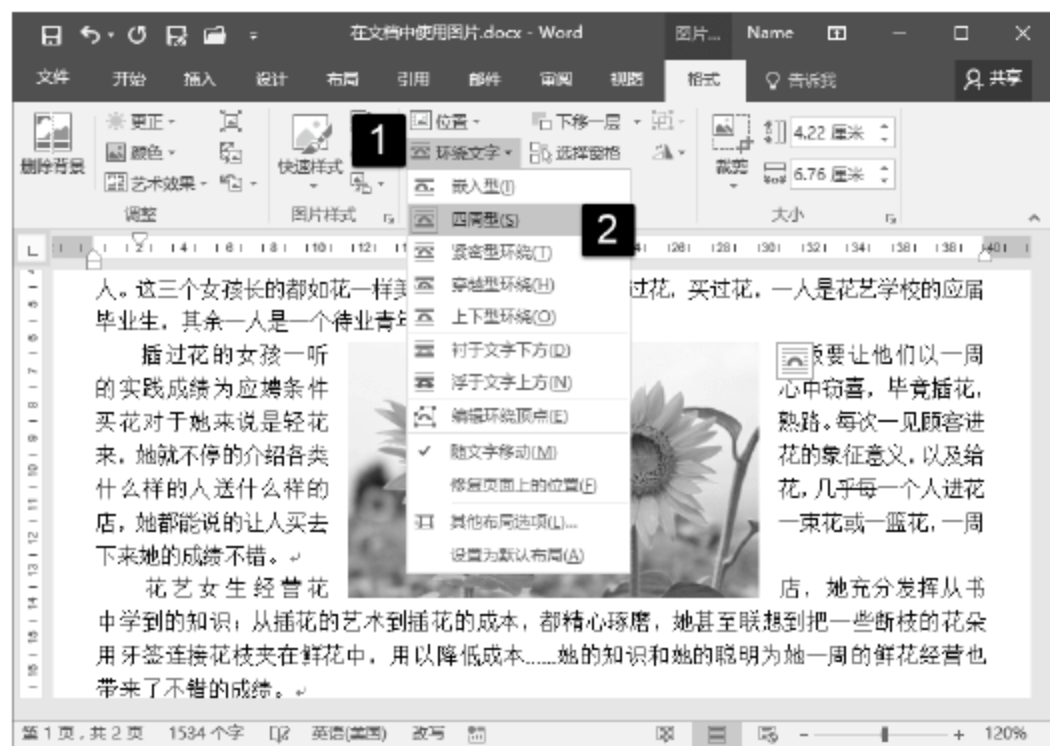 在文档中使用图片.docx - Word
图片...
Name
文件 开始 插入 设计 布局 引用 邮件 审阅 视图 格式 告诉我 共享
删除背景
更正
颜色
艺术效果
调整
快速样式
图片样式
1
位置
环绕文字
下移一层
选择窗格
裁剪
4.22 厘米
6.76 厘米
大小
嵌入型(I)
四周型(S)
2
紧密型环绕(T)
穿越型环绕(H)
上下型环绕(O)
衬于文字下方(D)
浮于文字上方(N)
编辑环绕顶点(E)
随文字移动(M)
修复页面上的位置(F)
其他布局选项(L)...
设置为默认布局(A)
人。这三个女孩长的都如花一样美 过花，买过花，一人是花艺学校的应届
毕业生，其余一人是一个待业青年
插过花的女孩一听 板要让他们以一周
的实践成绩为应娉条件 心中窃喜，毕竟插花，
买花对于她来说是轻花 熟路。每次一见顾客进
来，她就不停的介绍各类 花的象征意义，以及给
什么样的人送什么样的 花，几乎每一个人进花
店，她都能说的让人买去 一束花或一篮花，一周
下来她的成绩不错。
花艺女生经营花 店，她充分发挥从书
中学到的知识：从插花的艺术到插花的成本，都精心琢磨，她甚至联想到把一些断枝的花朵
用牙签连接花枝夹在鲜花中，用以降低成本......她的知识和她的聪明为她一周的鲜花经营也
带来了不错的成绩。
第 1 页，共 2 页 1534 个字 英语(美国) 改写 120%